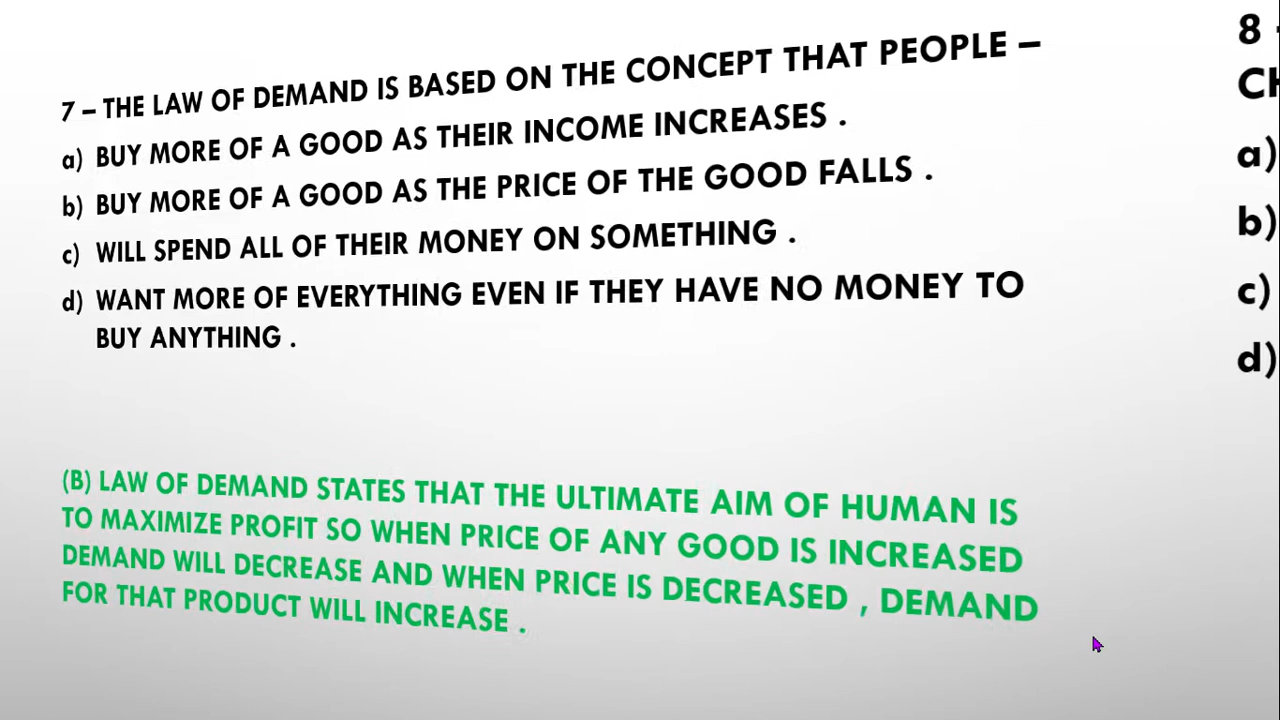 7 – THE LAW OF DEMAND IS BASED ON THE CONCEPT THAT PEOPLE –
a) BUY MORE OF A GOOD AS THEIR INCOME INCREASES .
b) BUY MORE OF A GOOD AS THE PRICE OF THE GOOD FALLS .
c) WILL SPEND ALL OF THEIR MONEY ON SOMETHING .
d) WANT MORE OF EVERYTHING EVEN IF THEY HAVE NO MONEY TO
BUY ANYTHING .
(B) LAW OF DEMAND STATES THAT THE ULTIMATE AIM OF HUMAN IS
TO MAXIMIZE PROFIT SO WHEN PRICE OF ANY GOOD IS INCREASED
DEMAND WILL DECREASE AND WHEN PRICE IS DECREASED , DEMAND
FOR THAT PRODUCT WILL INCREASE .
8
a)
b)
c)
d)